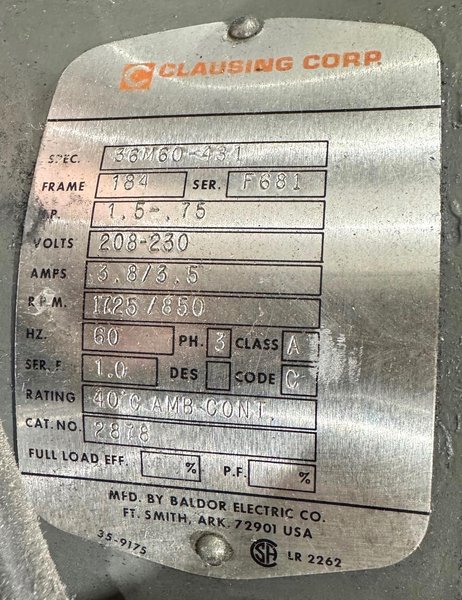 CLAUSING CORP.
SPEC. 36M60-431
FRAME 184 SER. F681
H.P. 1.5-.75
VOLTS 208-230
AMPS 3.8/3.5
R.P.M. 1725/850
HZ. 60 PH. 3 CLASS A
SER. F. 1.0 DES CODE C
RATING 40°C AMB-CONT.
CAT. NO. 2878
FULL LOAD EFF. % P.F. %
MFD. BY BALDOR ELECTRIC CO.
FT. SMITH, ARK. 72901 USA
35-9175
SA LR 2262